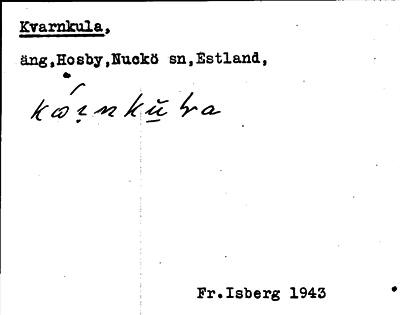 Kvarnkula,
äng,Hosby,Nuckö sn,Estland,
Fr.Isberg 1943